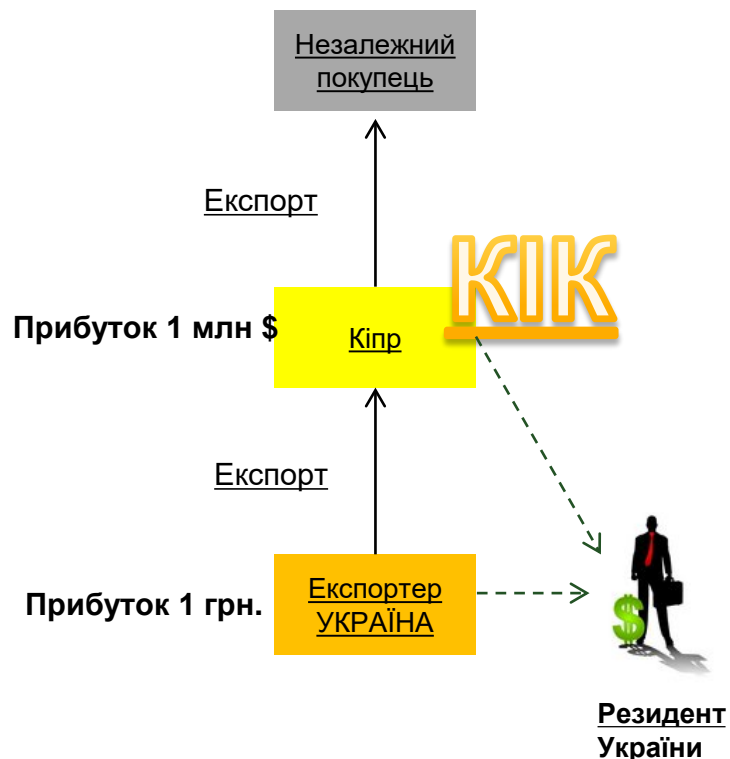 Незалежний
покупець
Експорт
КІК
Прибуток 1 млн $
Кіпр
Експорт
Експортер
УКРАЇНА
Прибуток 1 грн.
$
Резидент
України